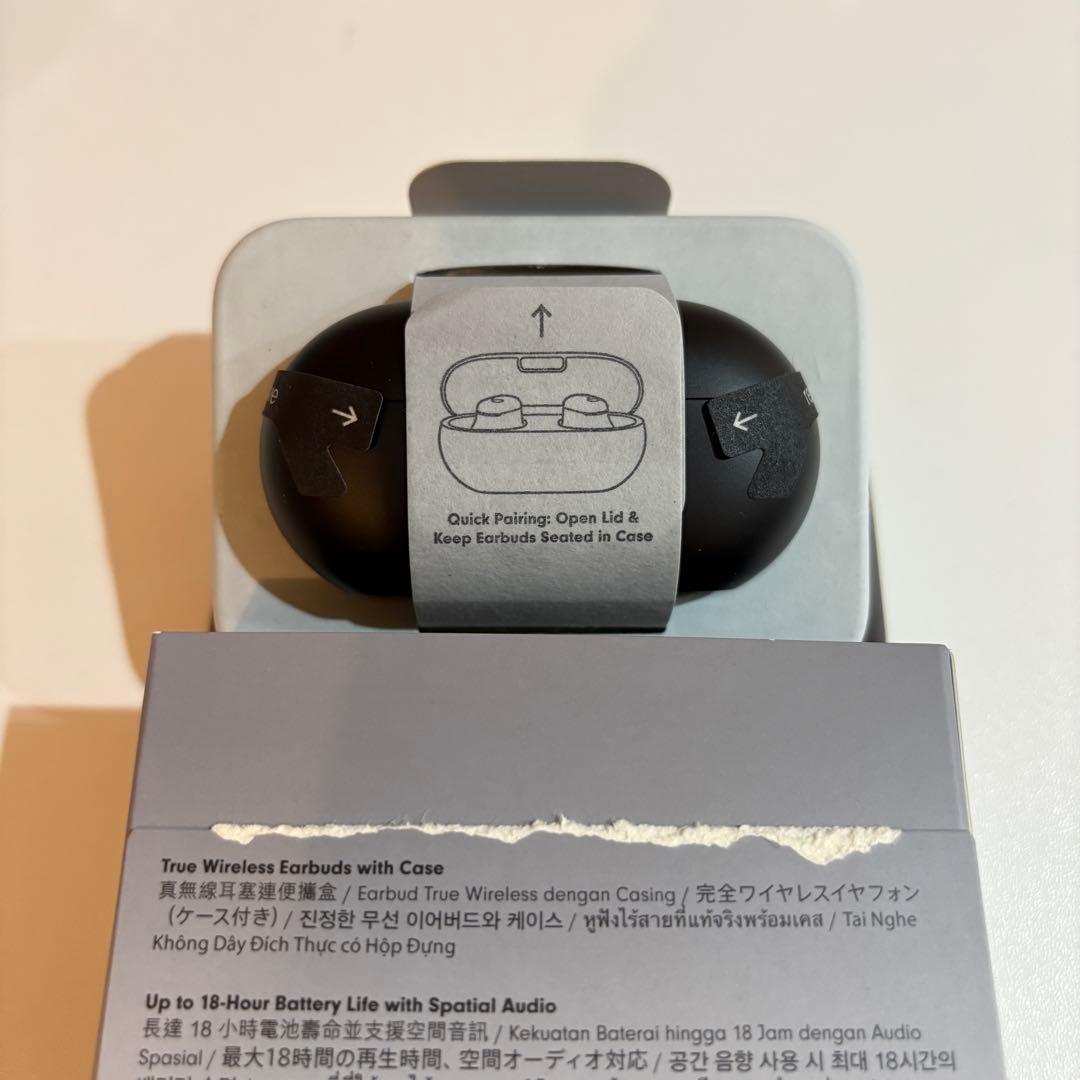 Quick Pairing: Open Lid &
Keep Earbuds Seated in Case
True Wireless Earbuds with Case
真無線耳塞連便攜盒 / Earbud True Wireless dengan Casing / 完全ワイヤレスイヤフォン
(ケース付き) / 진정한 무선 이어버드와 케이스 / หูฟังไร้สายที่แท้จริงพร้อมเคส / Tai Nghe
Không Dây Đích Thực có Hộp Đựng
Up to 18-Hour Battery Life with Spatial Audio
長達 18 小時電池壽命並支援空間音訊 / Kekuatan Baterai hingga 18 Jam dengan Audio
Spasial / 最大18時間の再生時間、空間オーディオ対応 / 공간 음향 사용 시 최대 18시간의